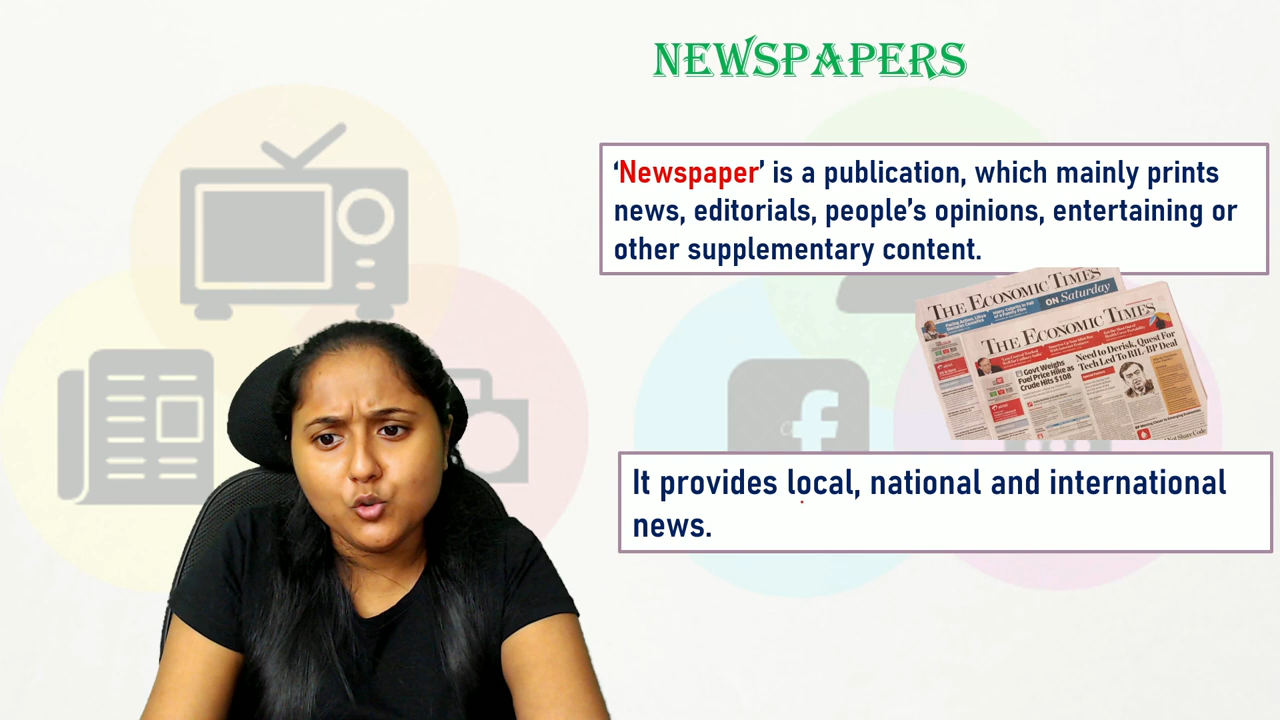 NEWSPAPERS
‘Newspaper’ is a publication, which mainly prints
news, editorials, people’s opinions, entertaining or
other supplementary content.
THE ECONOMIC TIMES
ON Saturday
THE ECONOMIC TIMES
Need to Derisk, Quest For
Tech Led To RIL-BP Deal
Govt Weighs
Fuel Price Hike as
Crude Hits $108
f
It provides local, national and international
news.